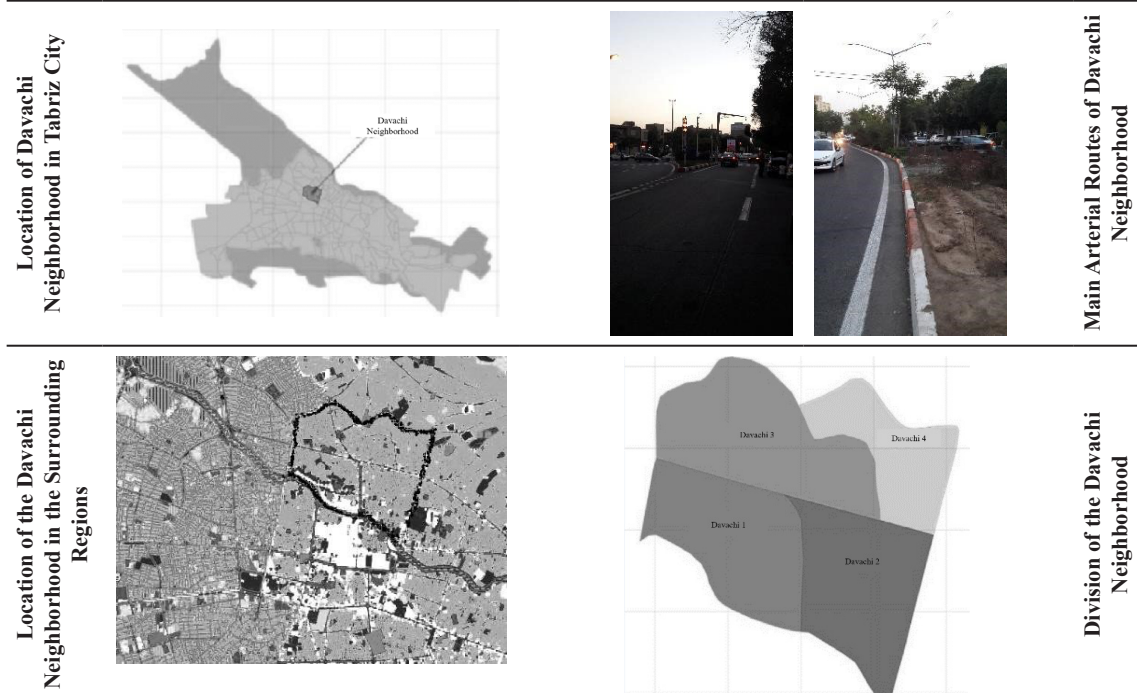 Location of Davachi
Neighborhood in Tabriz City
Davachi
Neighborhood
Main Arterial Routes of Davachi
Neighborhood
Location of the Davachi
Neighborhood in the Surrounding
Regions
Davachi 3
Davachi 4
Davachi 1
Davachi 2
Division of the Davachi
Neighborhood